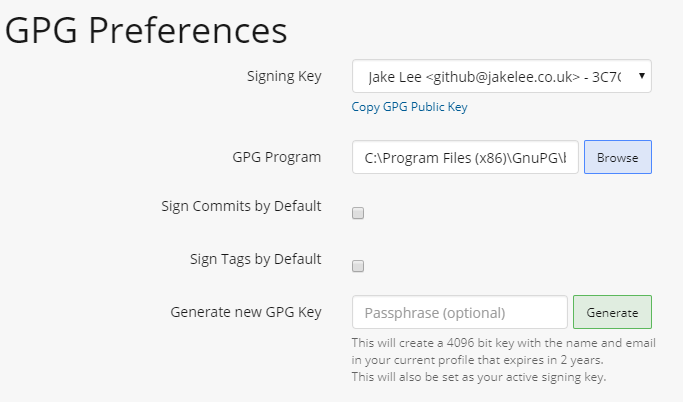 GPG Preferences
Signing Key
Jake Lee <github@jakelee.co.uk> -
Copy GPG Public Key
GPG Program
C:\Program Files (x86)\GnuPG\
Browse
Sign Commits by Default
Sign Tags by Default
Generate new GPG Key
Passphrase (optional)
Generate
This will create a 4096 bit key with the name and email
in your current profile that expires in 2 years.
This will also be set as your active signing key.